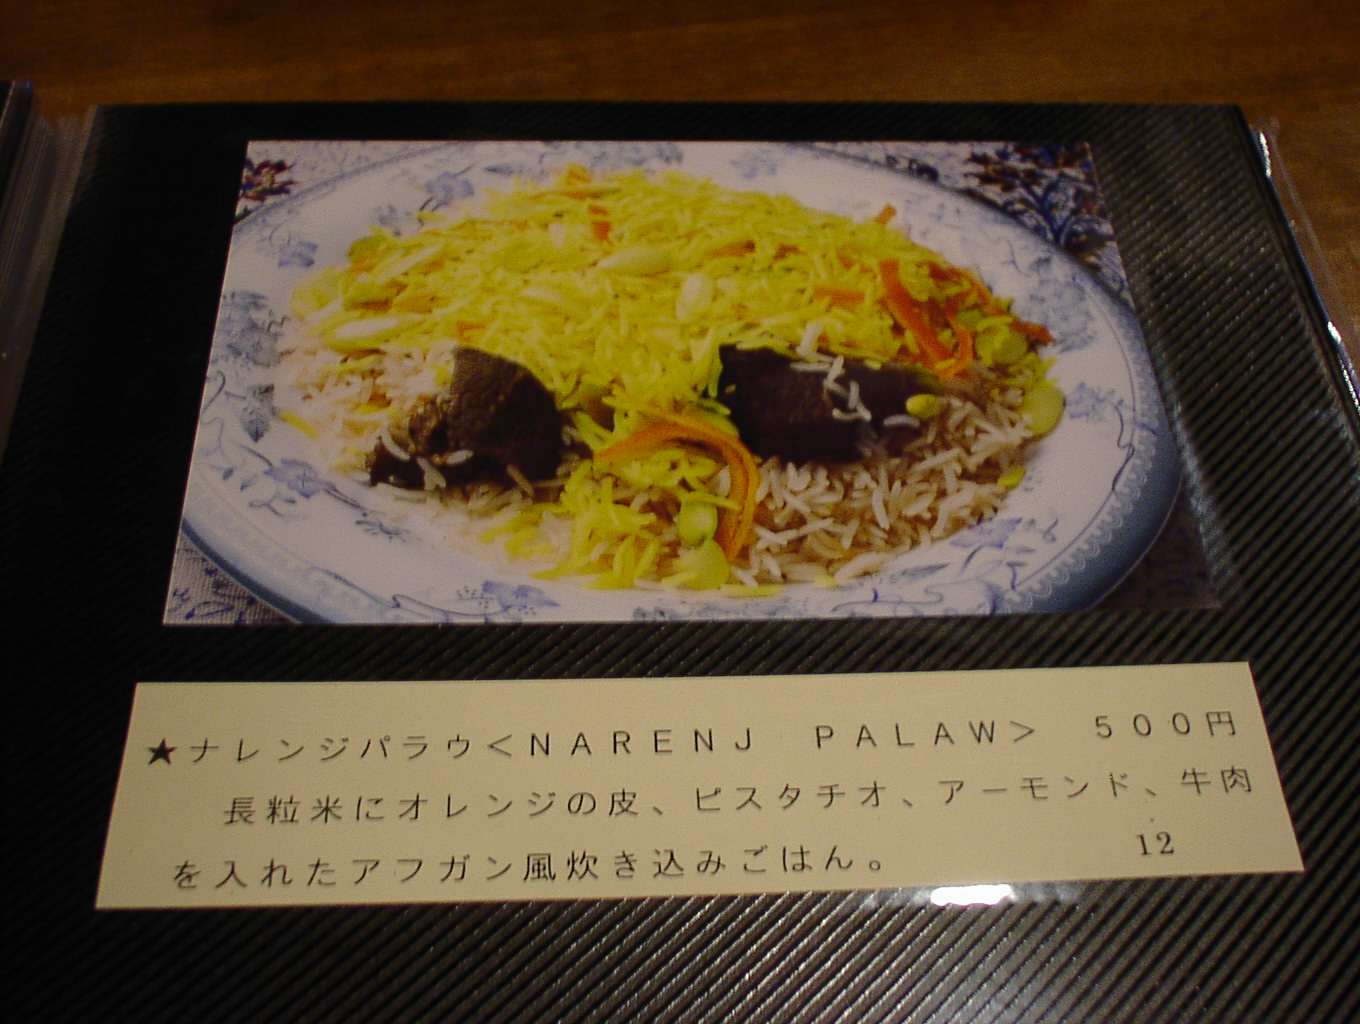 ★ナレンジパラウ＜ＮＡＲＥＮＪ　ＰＡＬＡＷ＞　５００円
長粒米にオレンジの皮、ピスタチオ、アーモンド、牛肉
を入れたアフガン風炊き込みごはん。
12